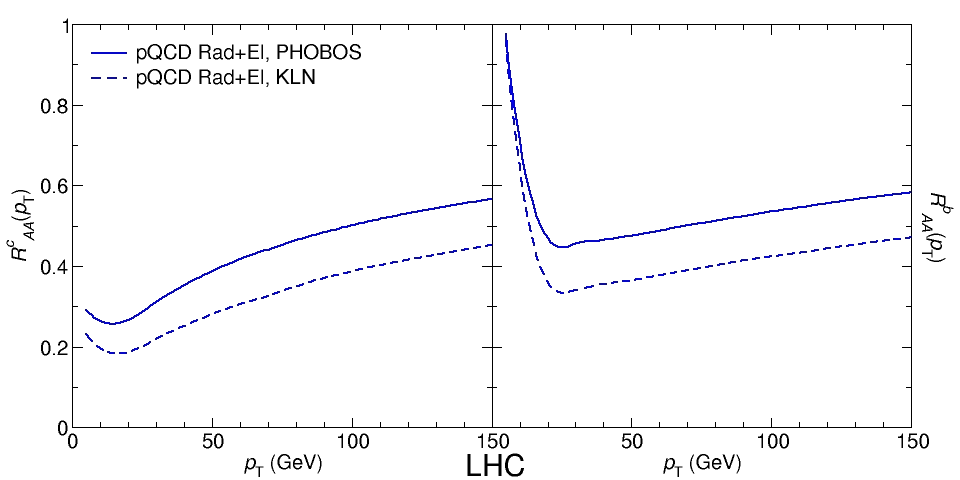 1
0.8
0.6
0.4
0.2
0
pQCD Rad+El, PHOBOS
pQCD Rad+El, KLN
R^c_AA(p_T)
R^b_AA(p_T)
0 50 100 150 50 100 150
p_T (GeV) LHC p_T (GeV)